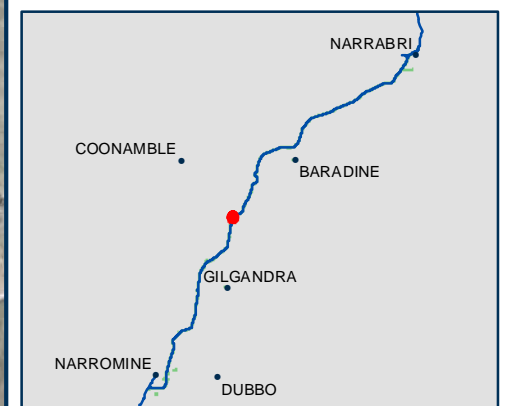 NARRABRI
COONAMBLE
BARADINE
GILGANDRA
NARROMINE
DUBBO